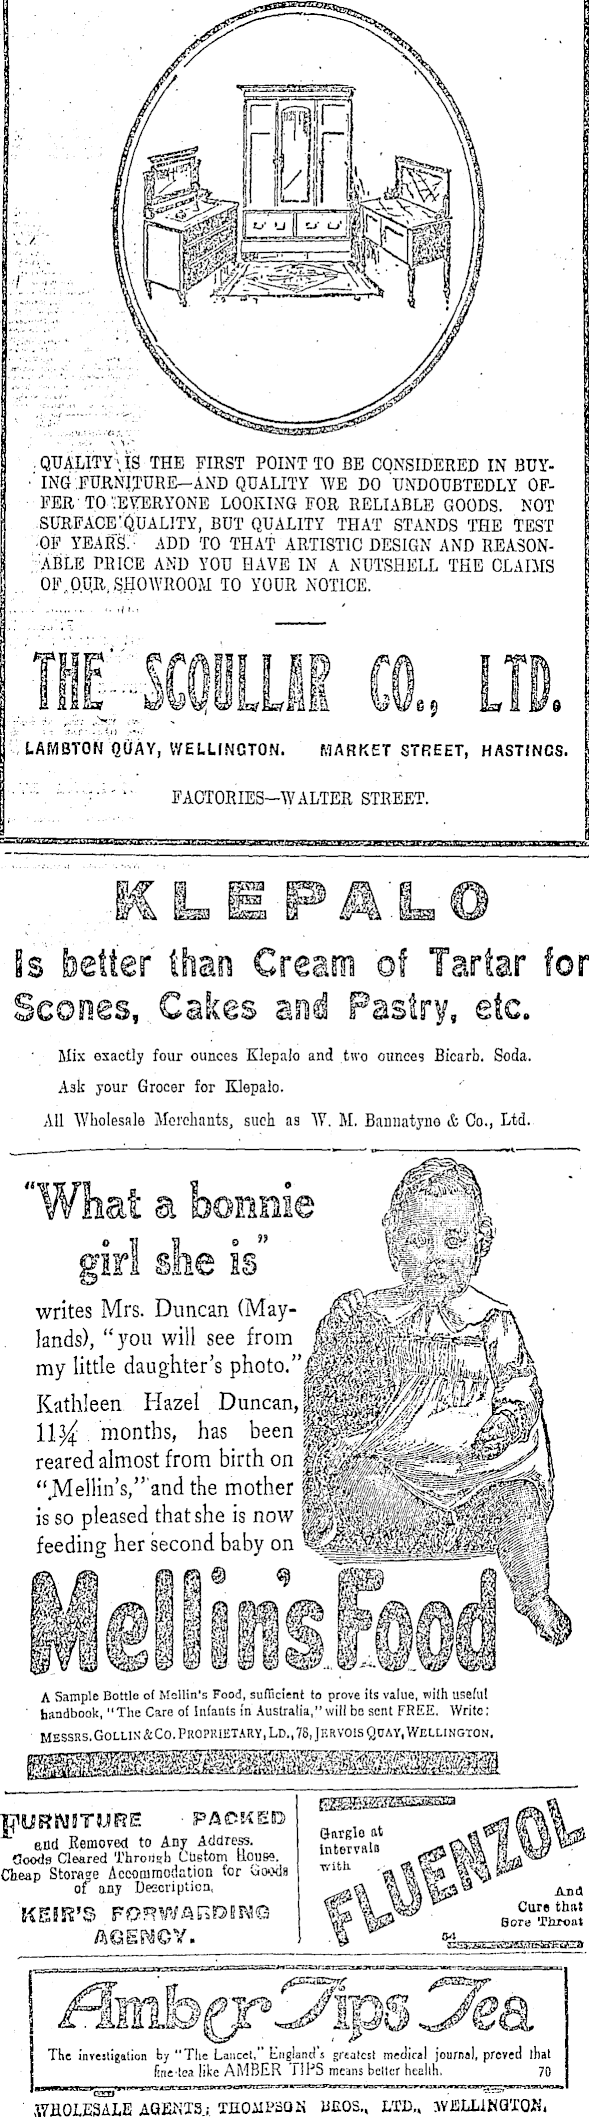 QUALITY IS THE FIRST POINT TO BE CONSIDERED IN BUY-
ING FURNITURE—AND QUALITY WE DO UNDOUBTEDLY OF-
FER TO EVERYONE LOOKING FOR RELIABLE GOODS. NOT
SURFACE QUALITY, BUT QUALITY THAT STANDS THE TEST
OF YEARS. ADD TO THAT ARTISTIC DESIGN AND REASON-
ABLE PRICE AND YOU HAVE IN A NUTSHELL THE CLAIMS
OF OUR SHOWROOM TO YOUR NOTICE.
THE SCOULLAR CO., LTD.
LAMBTON QUAY, WELLINGTON. MARKET STREET, HASTINGS.
FACTORIES—WALTER STREET.
KLEPALO
Is better than Cream of Tartar for
Scones, Cakes and Pastry, etc.
Mix exactly four ounces Klepalo and two ounces Bicarb. Soda.
Ask your Grocer for Klepalo.
All Wholesale Merchants, such as W. M. Bannatyne & Co., Ltd.
"What a bonnie
girl she is"
writes Mrs. Duncan (May-
lands), "you will see from
my little daughter's photo."
Kathleen Hazel Duncan,
11¾ months, has been
reared almost from birth on
"Mellin's," and the mother
is so pleased that she is now
feeding her second baby on
Mellin's Food
A Sample Bottle of Mellin's Food, sufficient to prove its value, with useful
handbook, "The Care of Infants in Australia," will be sent FREE. Write:
MESSRS. GOLLIN & CO. PROPRIETARY, LD., 78, JERVOIS QUAY, WELLINGTON.
FURNITURE PACKED
and Removed to Any Address.
Goods Cleared Through Custom House.
Cheap Storage Accommodation for Goods
of any Description.
KEIR'S FORWARDING
AGENCY.
Gargle at
intervals
with
FLUENZOL
And
Cure that
Sore Throat
54
Amber Tips Tea
The investigation by "The Lancet," England's greatest medical journal, proved that
fine tea like AMBER TIPS means better health. 70
WHOLESALE AGENTS: THOMPSON BROS., LTD., WELLINGTON.